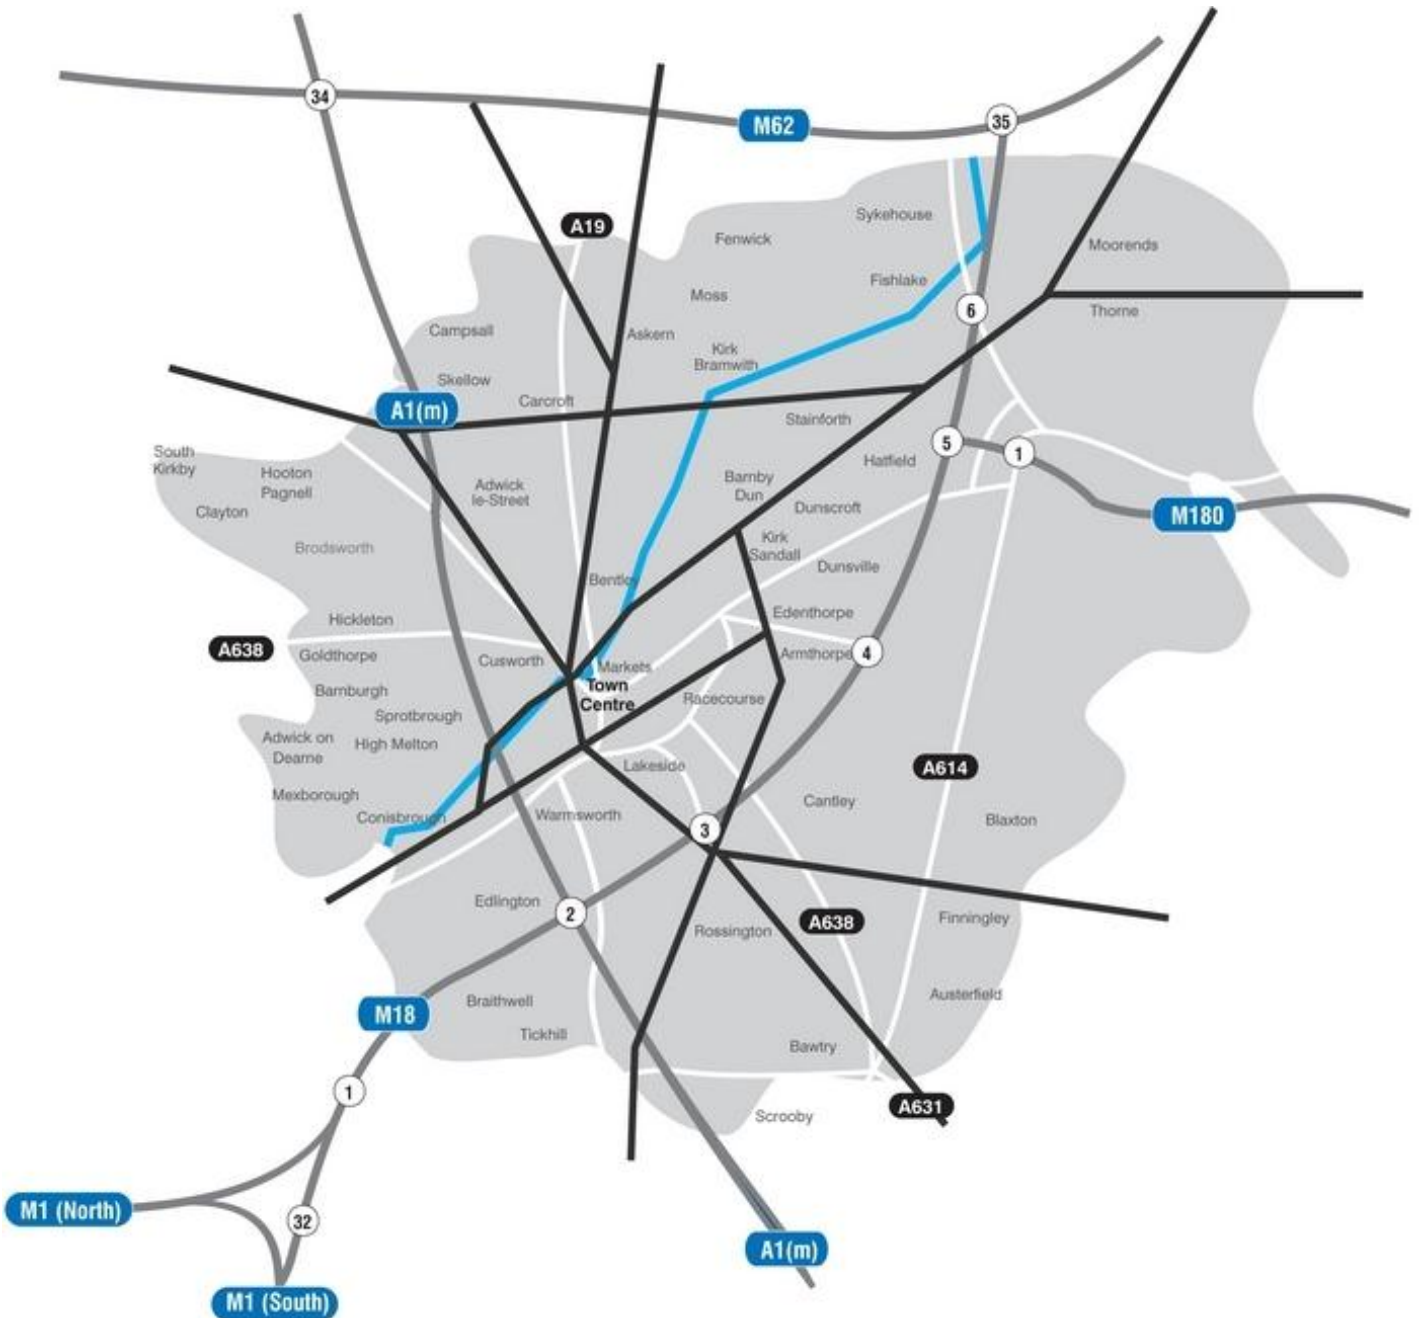 34
M62
35
A19
Sykehouse
Fenwick
Moorends
Fishlake
Moss
6
Thorne
Campsall
Askern
Kirk
Bramwith
Skellow
Carcroft
A1(m)
Stainforth
5
1
South
Kirkby
Hatfield
Hooton
Pagnell
Adwick
le-Street
Barnby
Dun
Clayton
Dunscroft
M180
Brodsworth
Kirk
Sandall
Dunsville
Bentley
Hickleton
Edenthorpe
A638
Goldthorpe
Cusworth
Markets
Armthorpe
4
Town
Centre
Barnburgh
Racecourse
Sprotbrough
Adwick on
Dearne
High Melton
Lakeside
A614
Mexborough
Conisbrough
Warmsworth
Cantley
Blaxton
3
Edlington
2
A638
Rossington
Finningley
Braithwell
Austerfield
M18
Tickhill
Bawtry
1
A631
Scrooby
M1 (North)
32
A1(m)
M1 (South)